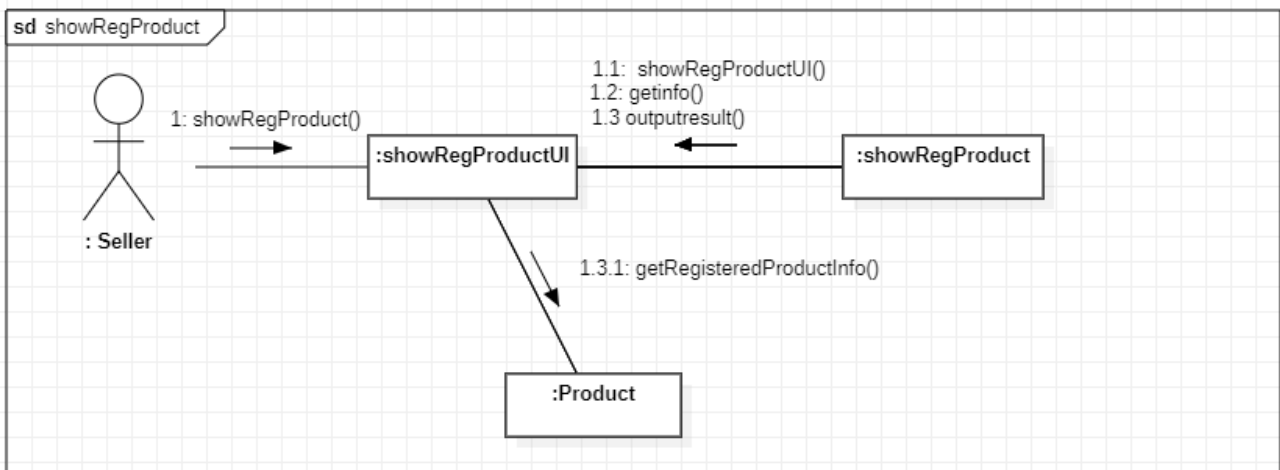 sd showRegProduct
1.1: showRegProductUI()
1.2: getinfo()
1.3 outputresult()
1: showRegProduct()
:showRegProductUI
:showRegProduct
: Seller
1.3.1: getRegisteredProductInfo()
:Product